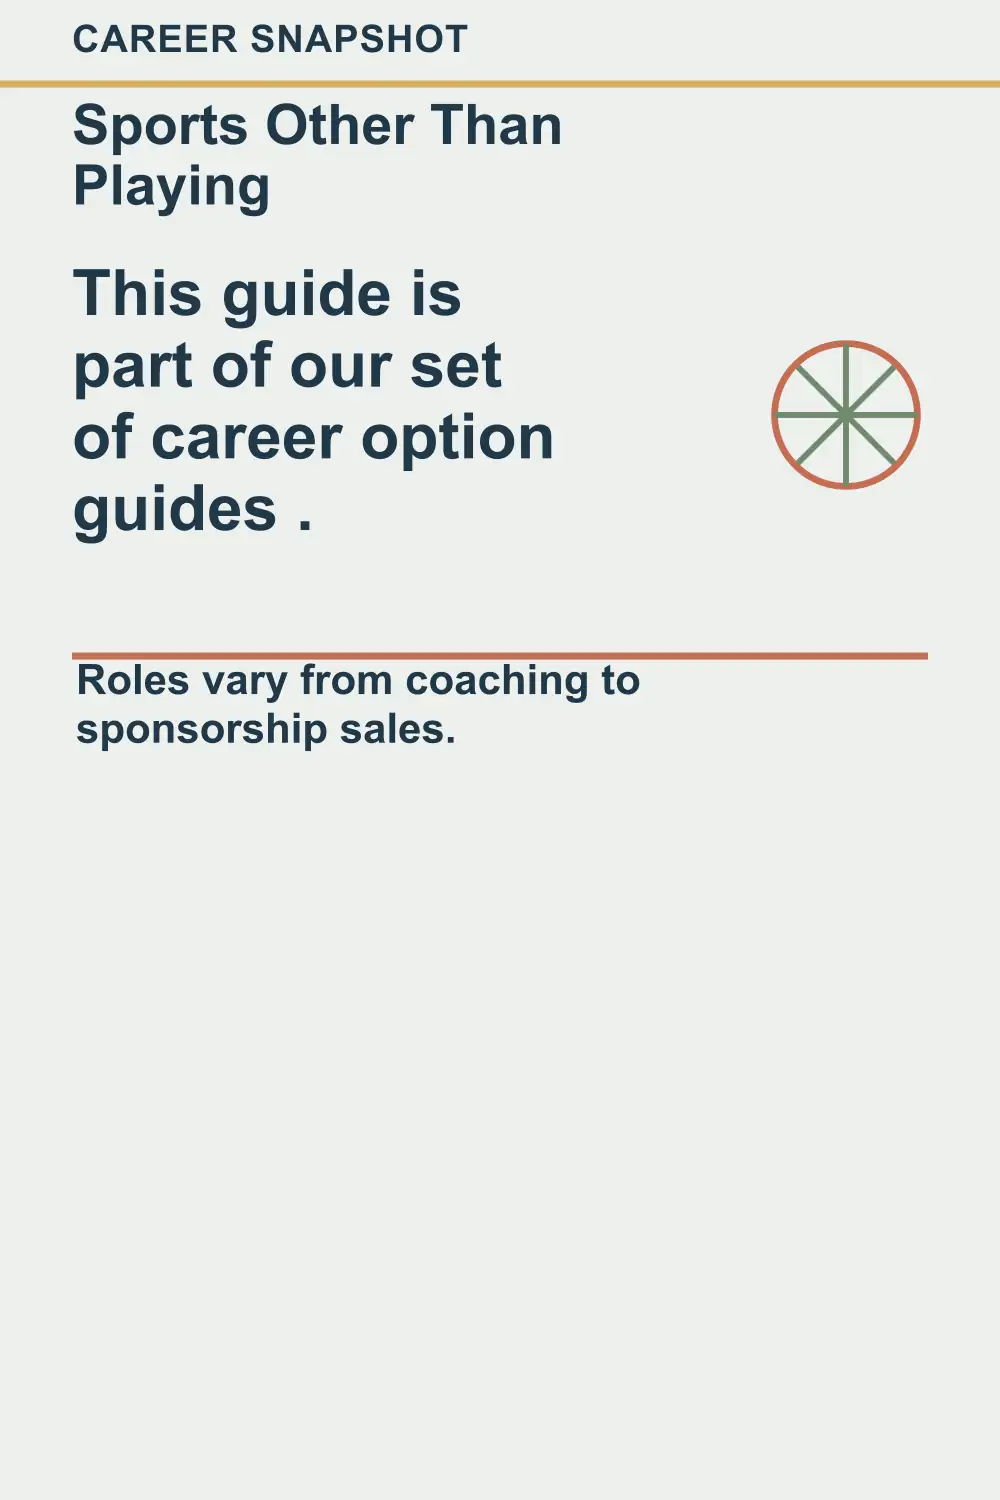 CAREER SNAPSHOT
Sports Other Than
Playing
This guide is
part of our set
of career option
guides .
Roles vary from coaching to
sponsorship sales.